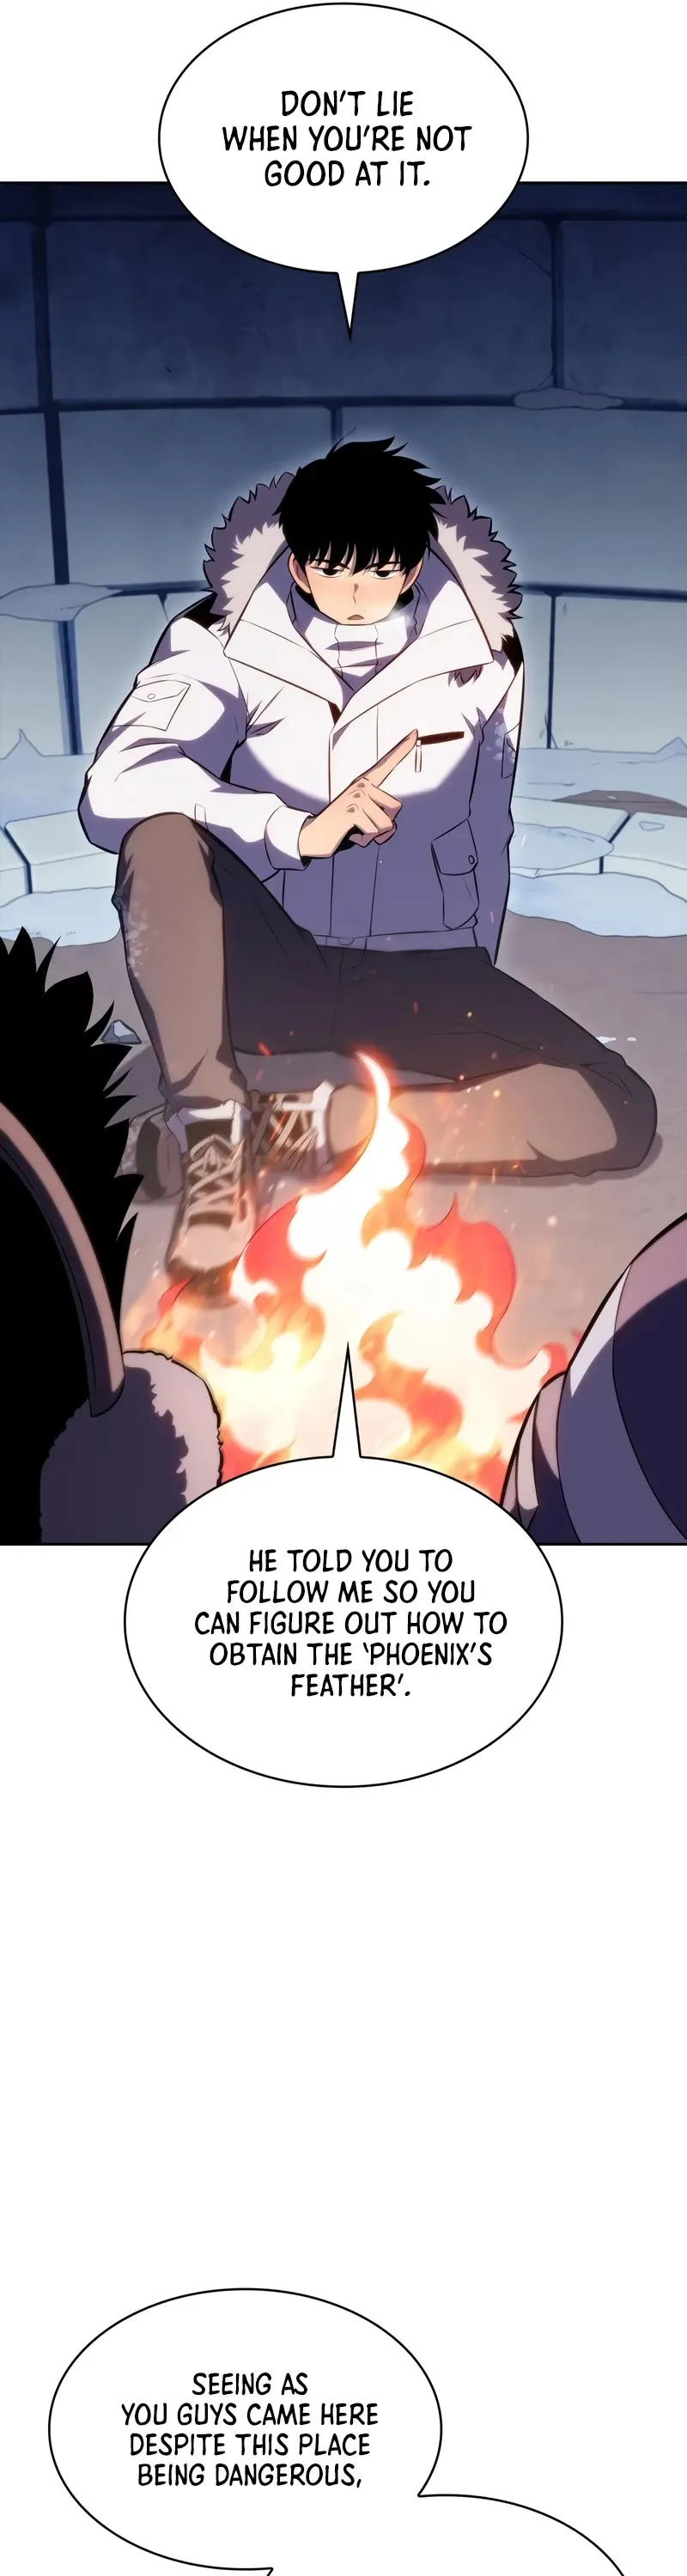 DON'T LIE
WHEN YOU'RE NOT
GOOD AT IT.
HE TOLD YOU TO
FOLLOW ME SO YOU
CAN FIGURE OUT HOW TO
OBTAIN THE 'PHOENIX'S
FEATHER'.
SEEING AS
YOU GUYS CAME HERE
DESPITE THIS PLACE
BEING DANGEROUS,